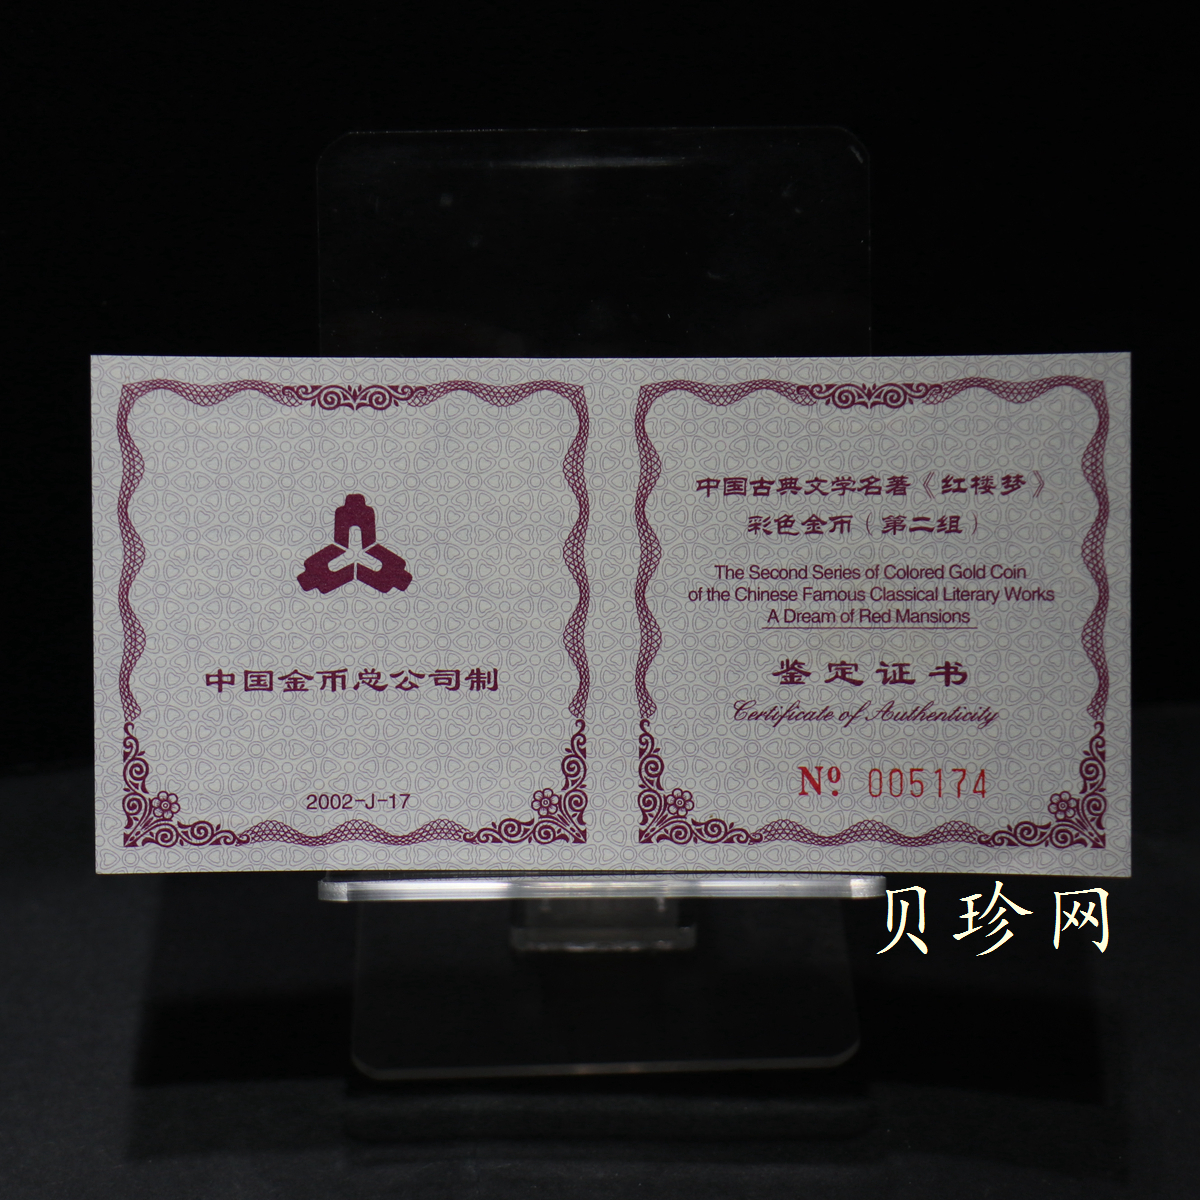 中国金币总公司制
2002-J-17
中国古典文学名著《红楼梦》
彩色金币(第二组)
The Second Series of Colored Gold Coin
of the Chinese Famous Classical Literary Works
A Dream of Red Mansions
鉴定证书
Certificate of Authenticity
Nº 005174
贝珍网